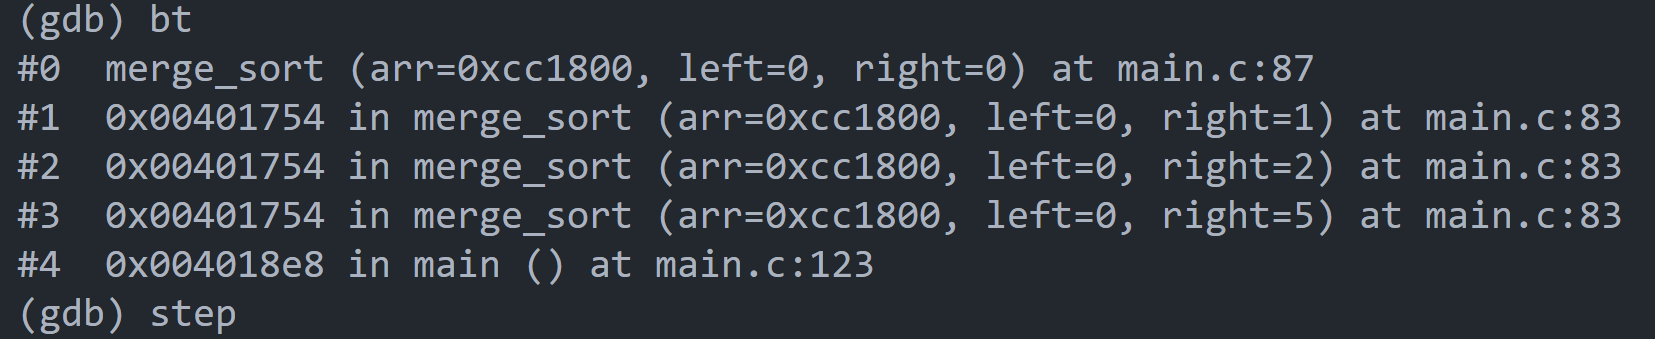 (gdb) bt
#0  merge_sort (arr=0xcc1800, left=0, right=0) at main.c:87
#1  0x00401754 in merge_sort (arr=0xcc1800, left=0, right=1) at main.c:83
#2  0x00401754 in merge_sort (arr=0xcc1800, left=0, right=2) at main.c:83
#3  0x00401754 in merge_sort (arr=0xcc1800, left=0, right=5) at main.c:83
#4  0x004018e8 in main () at main.c:123
(gdb) step